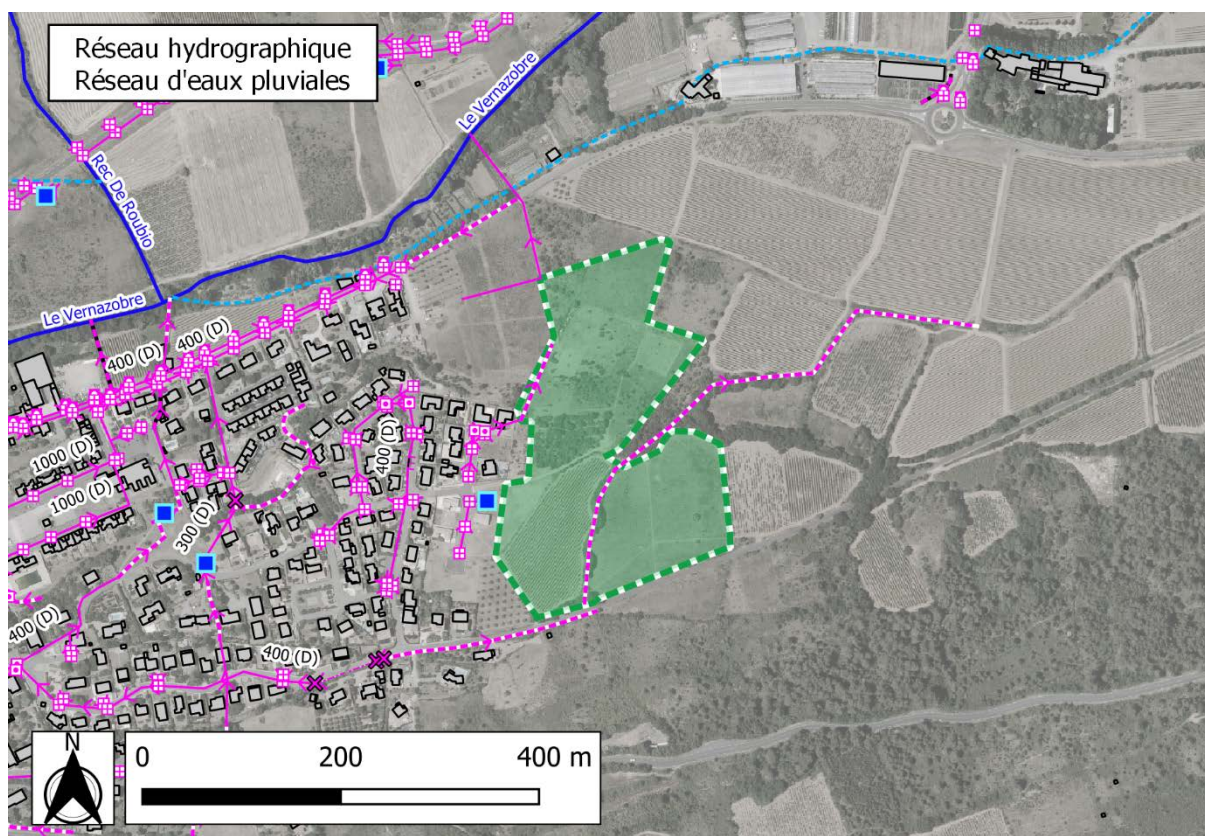 Réseau hydrographique
Réseau d'eaux pluviales
Le Vernazobre
Rec De Roubio
Le Vernazobre
400 (D)
400 (D)
400 (D)
1000 (D)
1000 (D)
300 (D)
400 (D)
400 (D)
N
0 200 400 m